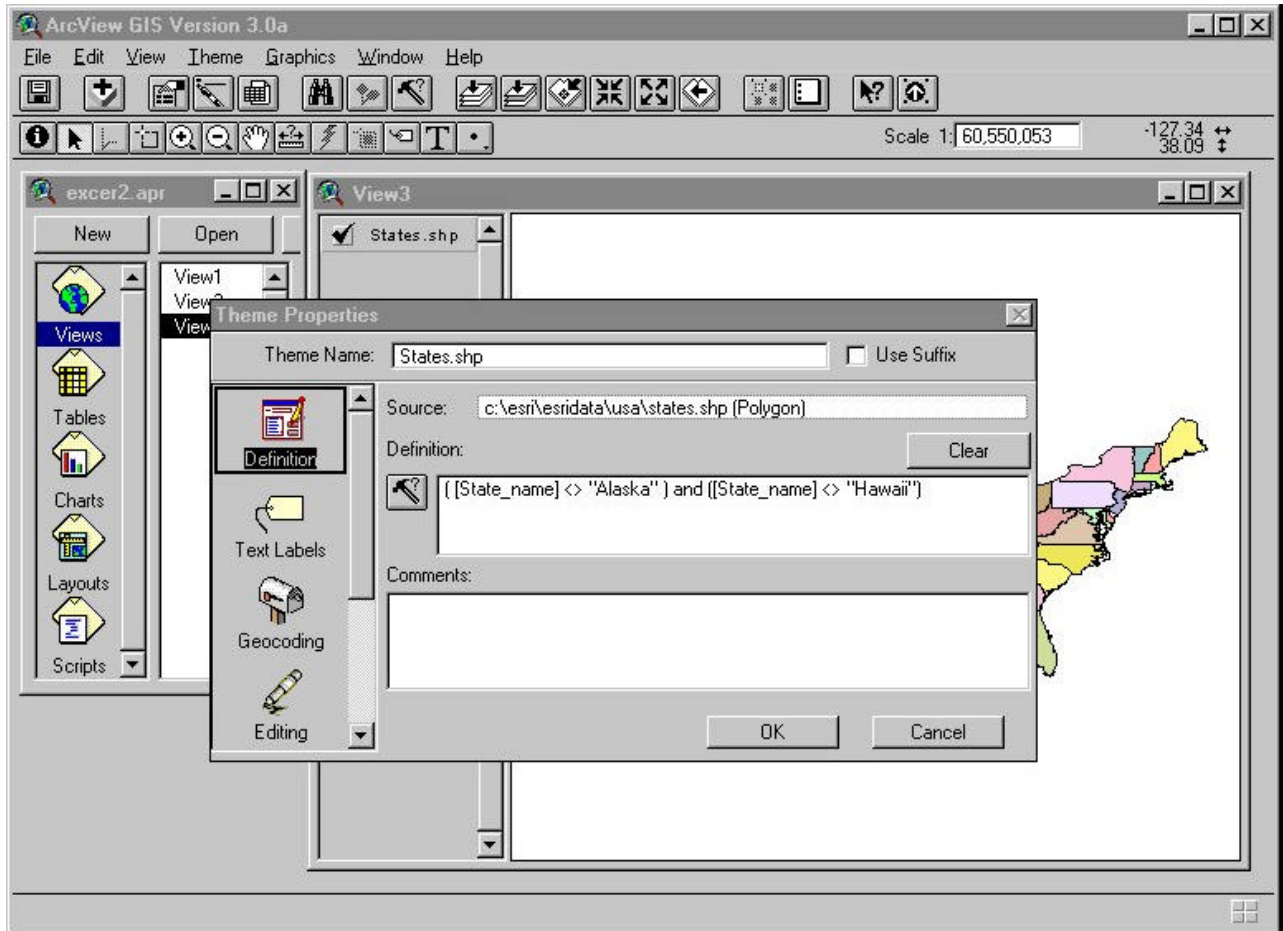 ArcView GIS Version 3.0a
File Edit View Theme Graphics Window Help
Scale 1: 60,550,053
-127.34
38.09
excer2.apr
New Open
Views
Tables
Charts
Layouts
Scripts
View1
View3
States.shp
Theme Properties
Theme Name: States.shp Use Suffix
Definition
Text Labels
Geocoding
Editing
Source: c:\esri\esridata\usa\states.shp (Polygon)
Definition: Clear
( [State_name] <> "Alaska" ) and ([State_name] <> "Hawaii")
Comments:
OK Cancel